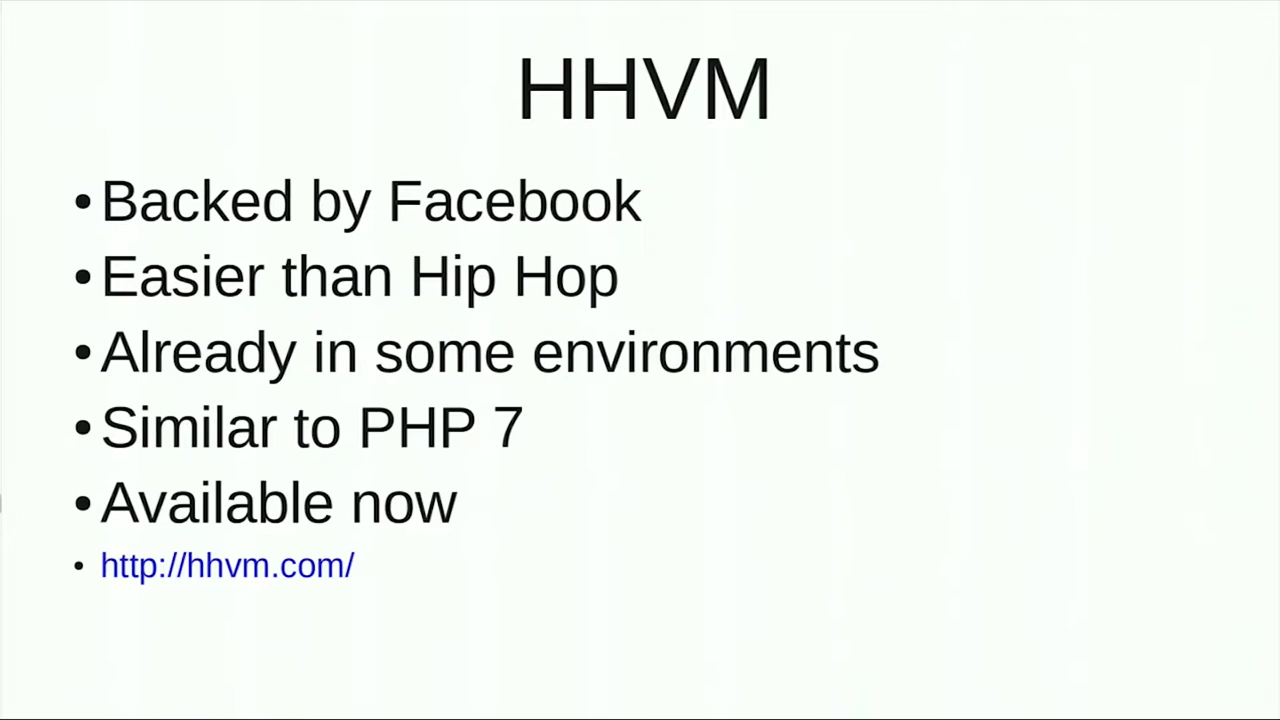 HHVM
• Backed by Facebook
• Easier than Hip Hop
• Already in some environments
• Similar to PHP 7
• Available now
• http://hhvm.com/